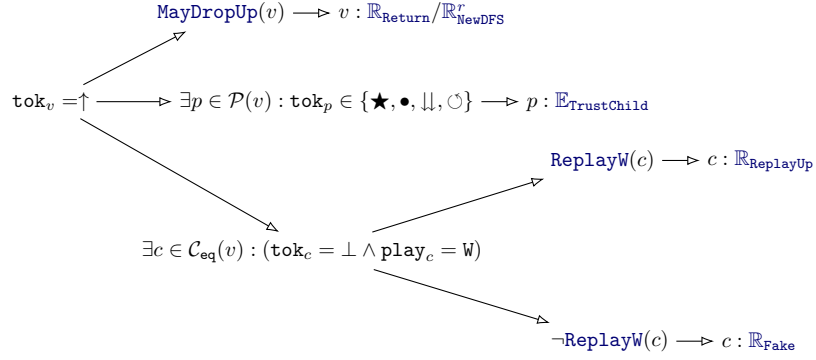 MayDropUp(v) ⟶ v : ℝ_Return/ℝ^r_NewDFS
tok_v =↑ ⟶ ∃p ∈ 𝒫(v) : tok_p ∈ {★, •, ⇊, ↺} ⟶ p : 𝔼_TrustChild
ReplayW(c) ⟶ c : ℝ_ReplayUp
∃c ∈ 𝒞_eq(v) : (tok_c = ⊥ ∧ play_c = W)
¬ReplayW(c) ⟶ c : ℝ_Fake